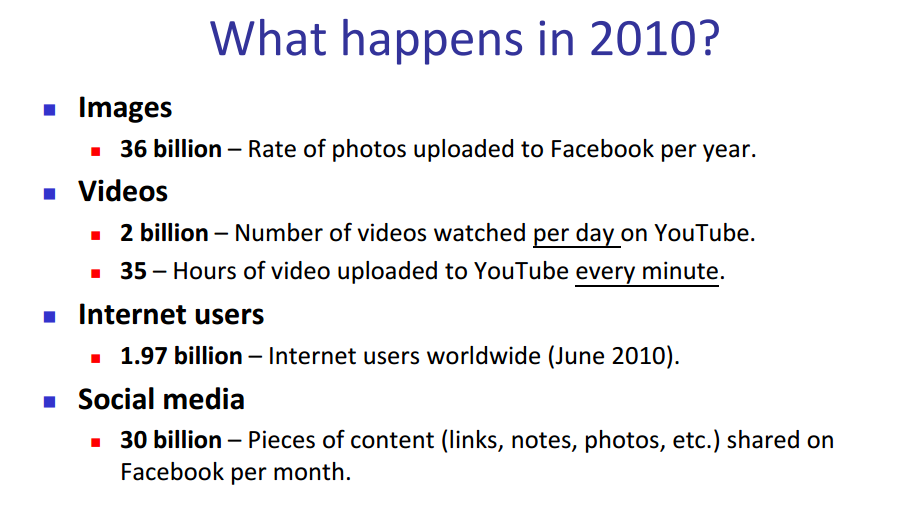 What happens in 2010?
Images
36 billion – Rate of photos uploaded to Facebook per year.
Videos
2 billion – Number of videos watched per day on YouTube.
35 – Hours of video uploaded to YouTube every minute.
Internet users
1.97 billion – Internet users worldwide (June 2010).
Social media
30 billion – Pieces of content (links, notes, photos, etc.) shared on
Facebook per month.